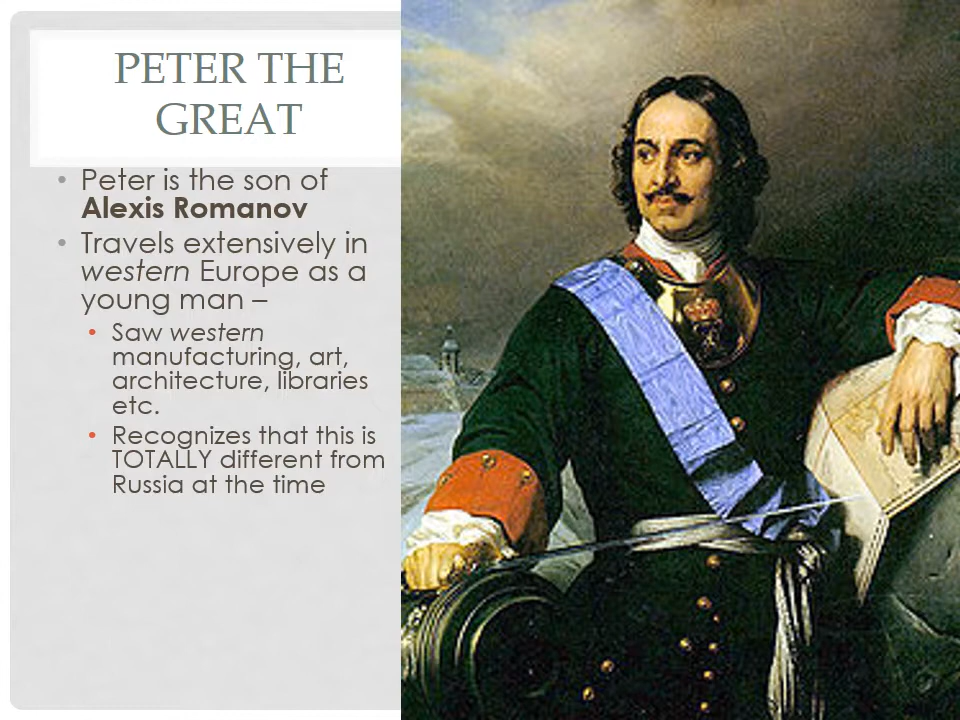 PETER THE
GREAT
• Peter is the son of
Alexis Romanov
• Travels extensively in
western Europe as a
young man –
• Saw western
manufacturing, art,
architecture, libraries
etc.
• Recognizes that this is
TOTALLY different from
Russia at the time